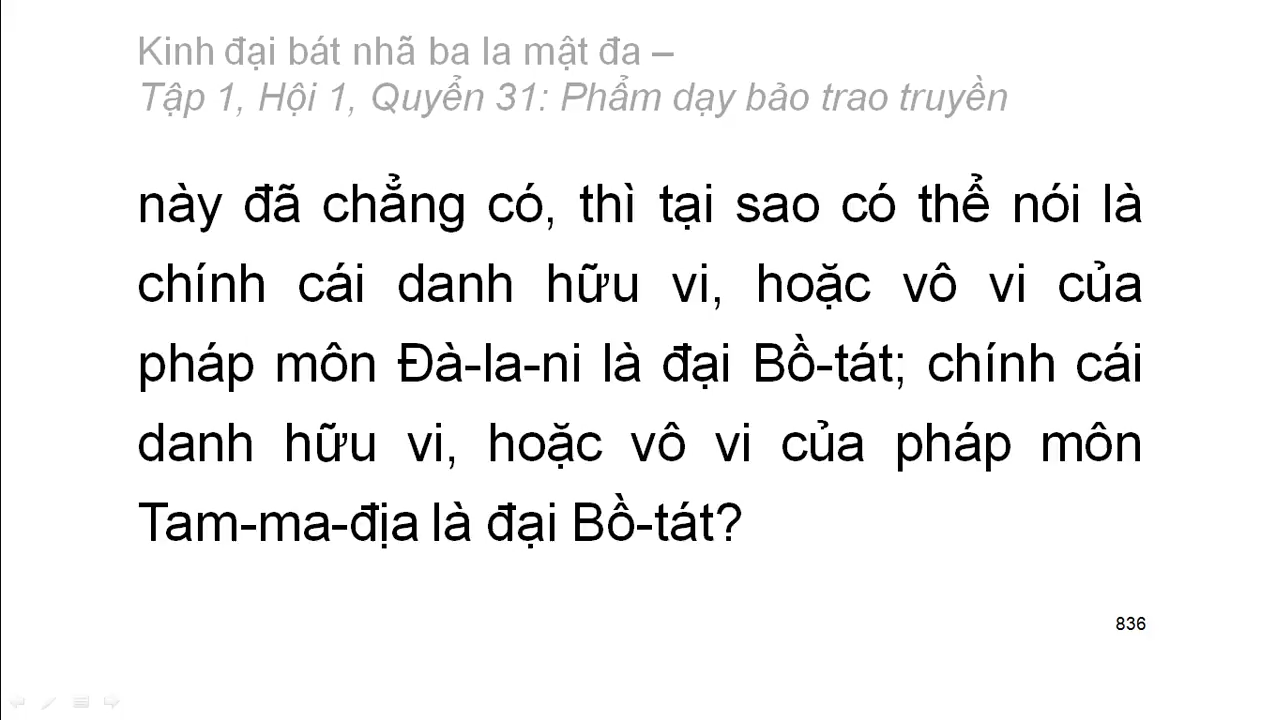 Kinh đại bát nhã ba la mật đa –
Tập 1, Hội 1, Quyển 31: Phẩm dạy bảo trao truyền
này đã chẳng có, thì tại sao có thể nói là
chính cái danh hữu vi, hoặc vô vi của
pháp môn Đà-la-ni là đại Bồ-tát; chính cái
danh hữu vi, hoặc vô vi của pháp môn
Tam-ma-địa là đại Bồ-tát?
836